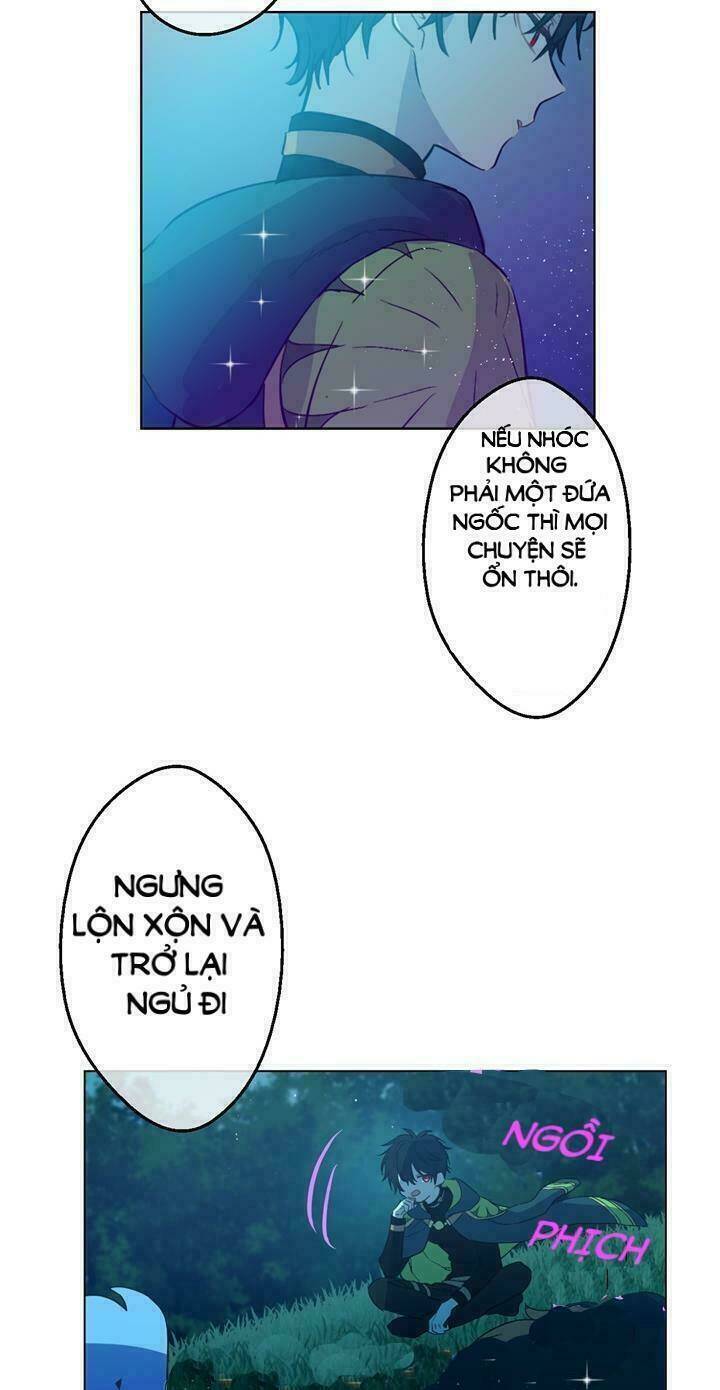 NẾU NHÓC
KHÔNG
PHẢI MỘT ĐỨA
NGỐC THÌ MỌI
CHUYỆN SẼ
ỔN THÔI.
NGƯNG
LỘN XỘN VÀ
TRỞ LẠI
NGỦ ĐI
NGỒI
PHỊCH